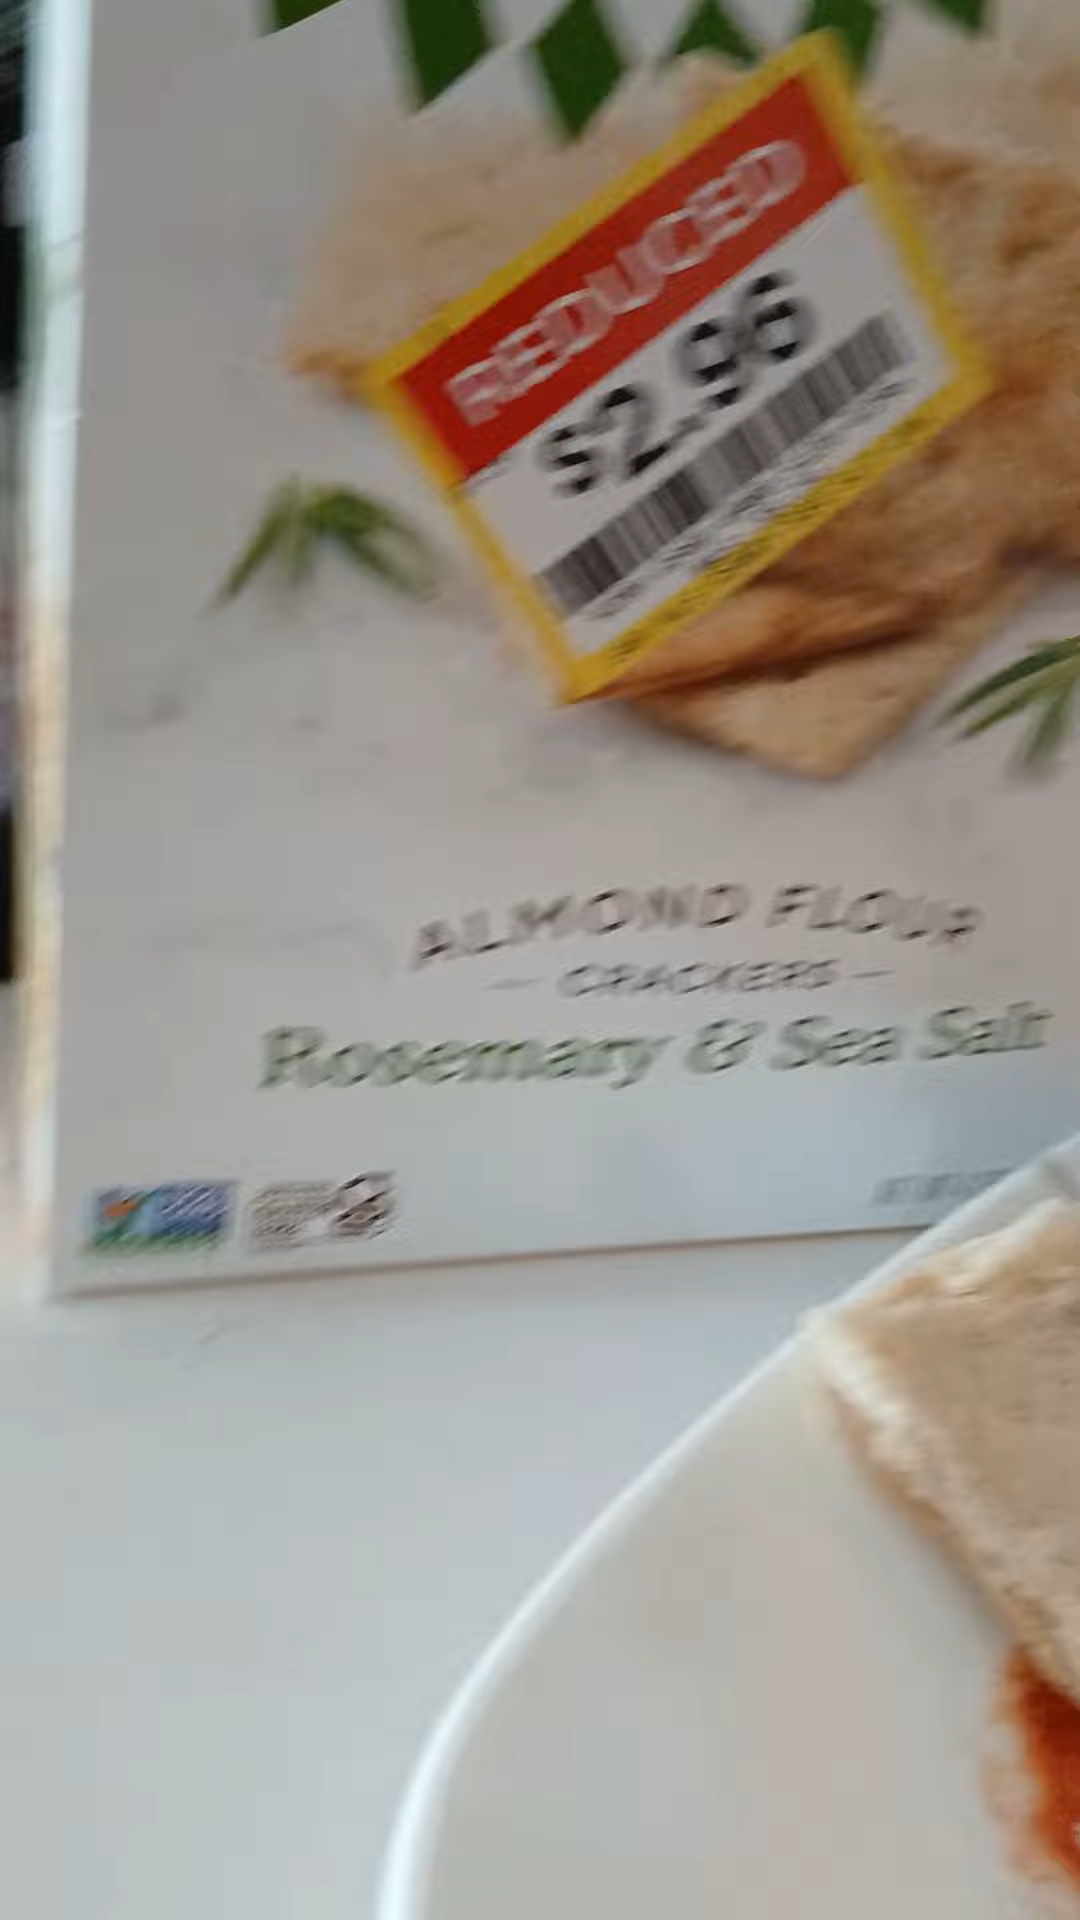 REDUCED
$2.96
ALMOND FLOUR
— CRACKERS —
Rosemary & Sea Salt